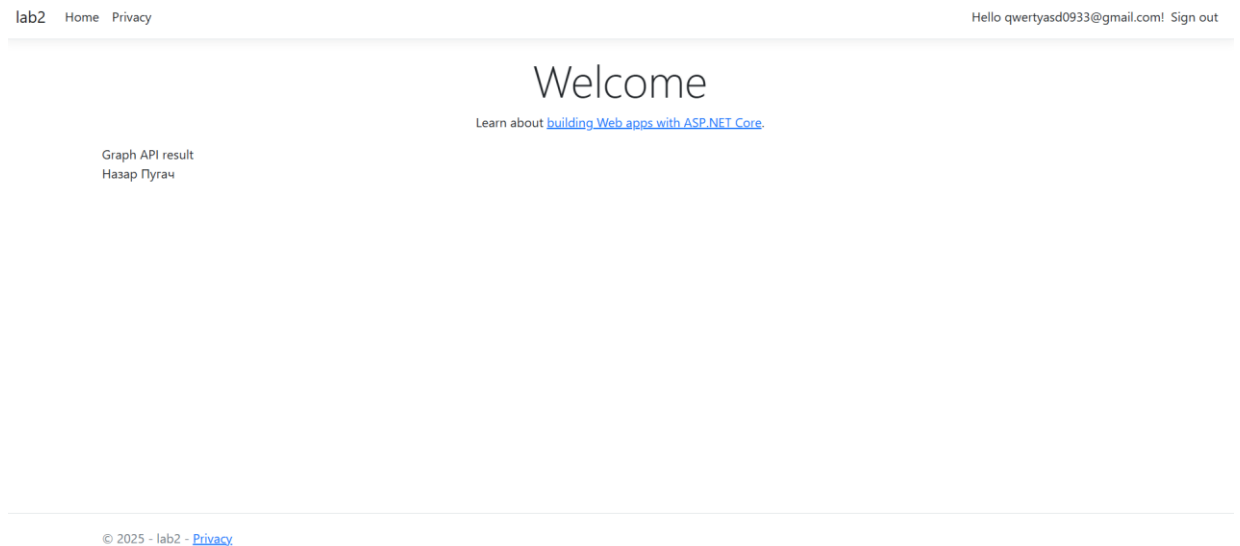 lab2 Home Privacy Hello qwertyasd0933@gmail.com! Sign out
Welcome
Learn about building Web apps with ASP.NET Core.
Graph API result
Назар Пугач
© 2025 - lab2 - Privacy